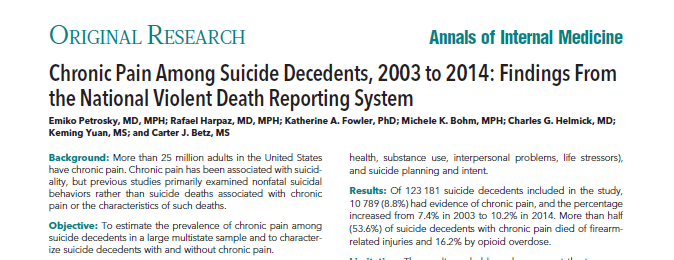 ORIGINAL RESEARCH
Annals of Internal Medicine
Chronic Pain Among Suicide Decedents, 2003 to 2014: Findings From
the National Violent Death Reporting System
Emiko Petrosky, MD, MPH; Rafael Harpaz, MD, MPH; Katherine A. Fowler, PhD; Michele K. Bohm, MPH; Charles G. Helmick, MD;
Keming Yuan, MS; and Carter J. Betz, MS
Background: More than 25 million adults in the United States
have chronic pain. Chronic pain has been associated with suicid-
ality, but previous studies primarily examined nonfatal suicidal
behaviors rather than suicide deaths associated with chronic
pain or the characteristics of such deaths.
Objective: To estimate the prevalence of chronic pain among
suicide decedents in a large multistate sample and to character-
ize suicide decedents with and without chronic pain.
health, substance use, interpersonal problems, life stressors),
and suicide planning and intent.
Results: Of 123 181 suicide decedents included in the study,
10 789 (8.8%) had evidence of chronic pain, and the percentage
increased from 7.4% in 2003 to 10.2% in 2014. More than half
(53.6%) of suicide decedents with chronic pain died of firearm-
related injuries and 16.2% by opioid overdose.